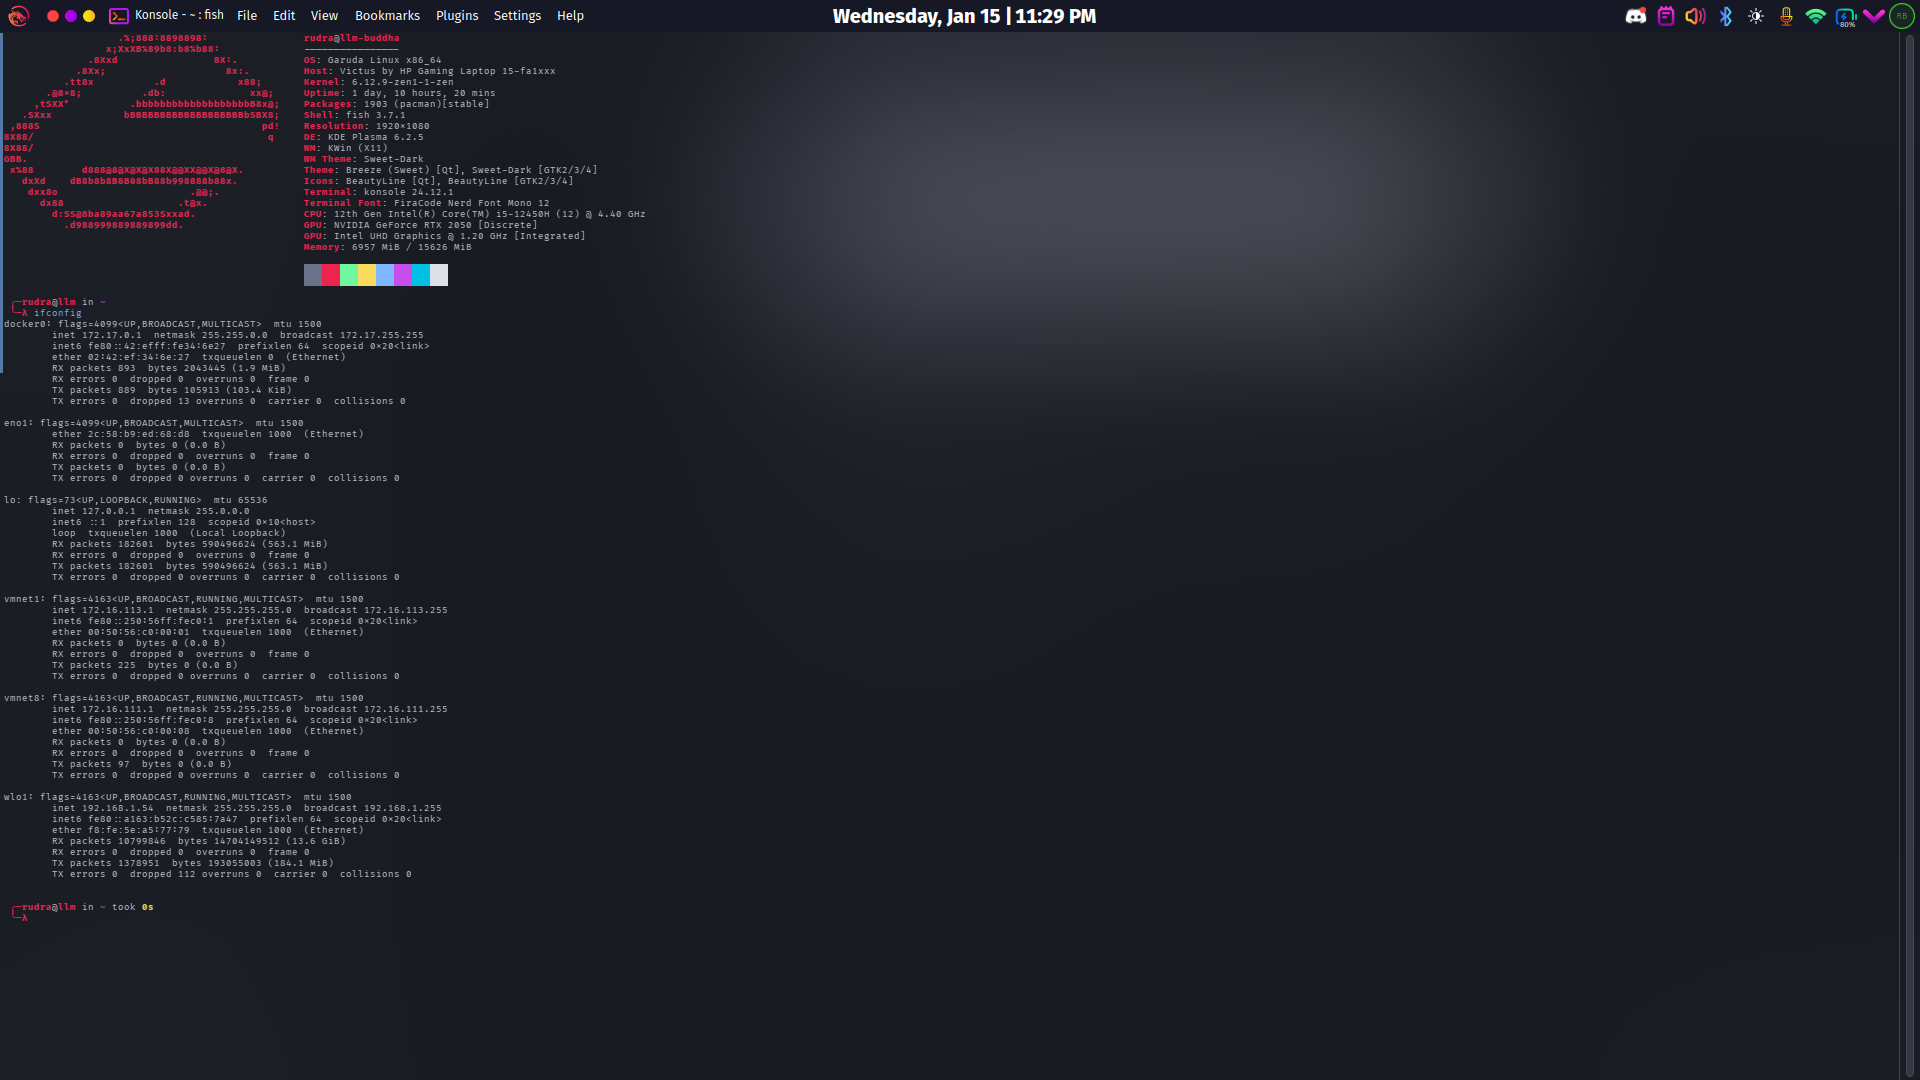 Konsole - ~ : fish File Edit View Bookmarks Plugins Settings Help
Wednesday, Jan 15 | 11:29 PM
80%
RB
rudra@llm-buddha
----------------
OS: Garuda Linux x86_64
Host: Victus by HP Gaming Laptop 15-fa1xxx
Kernel: 6.12.9-zen1-1-zen
Uptime: 1 day, 10 hours, 20 mins
Packages: 1903 (pacman)[stable]
Shell: fish 3.7.1
Resolution: 1920×1080
DE: KDE Plasma 6.2.5
WM: KWin (X11)
WM Theme: Sweet-Dark
Theme: Breeze (Sweet) [Qt], Sweet-Dark [GTK2/3/4]
Icons: BeautyLine [Qt], BeautyLine [GTK2/3/4]
Terminal: konsole 24.12.1
Terminal Font: FiraCode Nerd Font Mono 12
CPU: 12th Gen Intel(R) Core(TM) i5-12450H (12) @ 4.40 GHz
GPU: NVIDIA GeForce RTX 2050 [Discrete]
GPU: Intel UHD Graphics @ 1.20 GHz [Integrated]
Memory: 6957 MiB / 15626 MiB
╭─rudra@llm in ~
╰─λ ifconfig
docker0: flags=4099<UP,BROADCAST,MULTICAST>  mtu 1500
inet 172.17.0.1  netmask 255.255.0.0  broadcast 172.17.255.255
inet6 fe80::42:efff:fe34:6e27  prefixlen 64  scopeid 0×20<link>
ether 02:42:ef:34:6e:27  txqueuelen 0  (Ethernet)
RX packets 893  bytes 2043445 (1.9 MiB)
RX errors 0  dropped 0  overruns 0  frame 0
TX packets 889  bytes 105913 (103.4 KiB)
TX errors 0  dropped 13 overruns 0  carrier 0  collisions 0
eno1: flags=4099<UP,BROADCAST,MULTICAST>  mtu 1500
ether 2c:58:b9:ed:68:d8  txqueuelen 1000  (Ethernet)
RX packets 0  bytes 0 (0.0 B)
RX errors 0  dropped 0  overruns 0  frame 0
TX packets 0  bytes 0 (0.0 B)
TX errors 0  dropped 0 overruns 0  carrier 0  collisions 0
lo: flags=73<UP,LOOPBACK,RUNNING>  mtu 65536
inet 127.0.0.1  netmask 255.0.0.0
inet6 ::1  prefixlen 128  scopeid 0×10<host>
loop  txqueuelen 1000  (Local Loopback)
RX packets 182601  bytes 590496624 (563.1 MiB)
RX errors 0  dropped 0  overruns 0  frame 0
TX packets 182601  bytes 590496624 (563.1 MiB)
TX errors 0  dropped 0 overruns 0  carrier 0  collisions 0
vmnet1: flags=4163<UP,BROADCAST,RUNNING,MULTICAST>  mtu 1500
inet 172.16.113.1  netmask 255.255.255.0  broadcast 172.16.113.255
inet6 fe80::250:56ff:fec0:1  prefixlen 64  scopeid 0×20<link>
ether 00:50:56:c0:00:01  txqueuelen 1000  (Ethernet)
RX packets 0  bytes 0 (0.0 B)
RX errors 0  dropped 0  overruns 0  frame 0
TX packets 225  bytes 0 (0.0 B)
TX errors 0  dropped 0 overruns 0  carrier 0  collisions 0
vmnet8: flags=4163<UP,BROADCAST,RUNNING,MULTICAST>  mtu 1500
inet 172.16.111.1  netmask 255.255.255.0  broadcast 172.16.111.255
inet6 fe80::250:56ff:fec0:8  prefixlen 64  scopeid 0×20<link>
ether 00:50:56:c0:00:08  txqueuelen 1000  (Ethernet)
RX packets 0  bytes 0 (0.0 B)
RX errors 0  dropped 0  overruns 0  frame 0
TX packets 97  bytes 0 (0.0 B)
TX errors 0  dropped 0 overruns 0  carrier 0  collisions 0
wlo1: flags=4163<UP,BROADCAST,RUNNING,MULTICAST>  mtu 1500
inet 192.168.1.54  netmask 255.255.255.0  broadcast 192.168.1.255
inet6 fe80::a163:b52c:c585:7a47  prefixlen 64  scopeid 0×20<link>
ether f8:fe:5e:a5:77:79  txqueuelen 1000  (Ethernet)
RX packets 10799846  bytes 14704149512 (13.6 GiB)
RX errors 0  dropped 0  overruns 0  frame 0
TX packets 1378951  bytes 193055003 (184.1 MiB)
TX errors 0  dropped 112 overruns 0  carrier 0  collisions 0
╭─rudra@llm in ~ took 0s
╰─λ